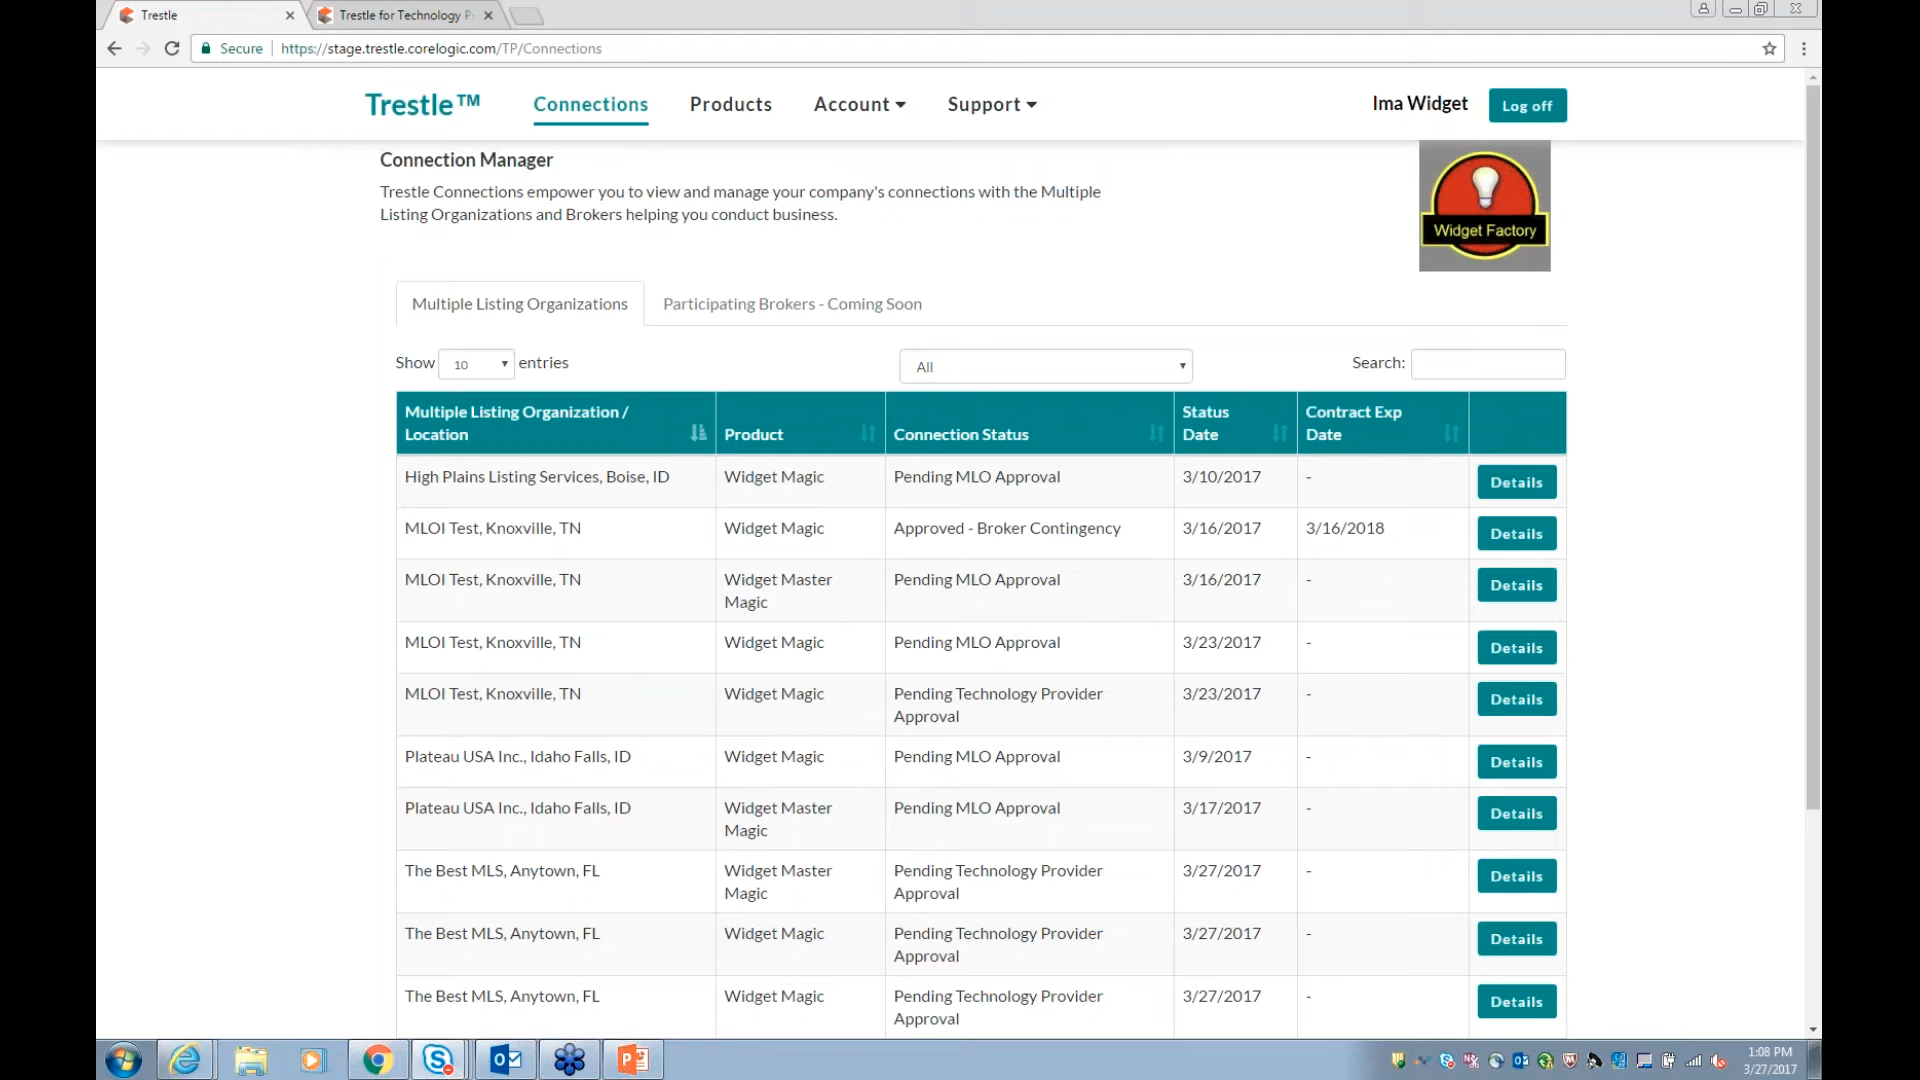 Trestle
Trestle for Technology P
Secure https://stage.trestle.corelogic.com/TP/Connections
Trestle™ Connections Products Account Support Ima Widget Log off
Connection Manager
Trestle Connections empower you to view and manage your company's connections with the Multiple
Listing Organizations and Brokers helping you conduct business.
Widget Factory
Multiple Listing Organizations Participating Brokers - Coming Soon
Show 10 entries All Search:
Multiple Listing Organization /
Location
Product
Connection Status
Status
Date
Contract Exp
Date
High Plains Listing Services, Boise, ID Widget Magic Pending MLO Approval 3/10/2017 - Details
MLOI Test, Knoxville, TN Widget Magic Approved - Broker Contingency 3/16/2017 3/16/2018 Details
MLOI Test, Knoxville, TN Widget Master Pending MLO Approval 3/16/2017 - Details
Magic
MLOI Test, Knoxville, TN Widget Magic Pending MLO Approval 3/23/2017 - Details
MLOI Test, Knoxville, TN Widget Magic Pending Technology Provider 3/23/2017 - Details
Approval
Plateau USA Inc., Idaho Falls, ID Widget Magic Pending MLO Approval 3/9/2017 - Details
Plateau USA Inc., Idaho Falls, ID Widget Master Pending MLO Approval 3/17/2017 - Details
Magic
The Best MLS, Anytown, FL Widget Master Pending Technology Provider 3/27/2017 - Details
Magic Approval
The Best MLS, Anytown, FL Widget Magic Pending Technology Provider 3/27/2017 - Details
Approval
The Best MLS, Anytown, FL Widget Magic Pending Technology Provider 3/27/2017 - Details
Approval
1:08 PM
3/27/2017